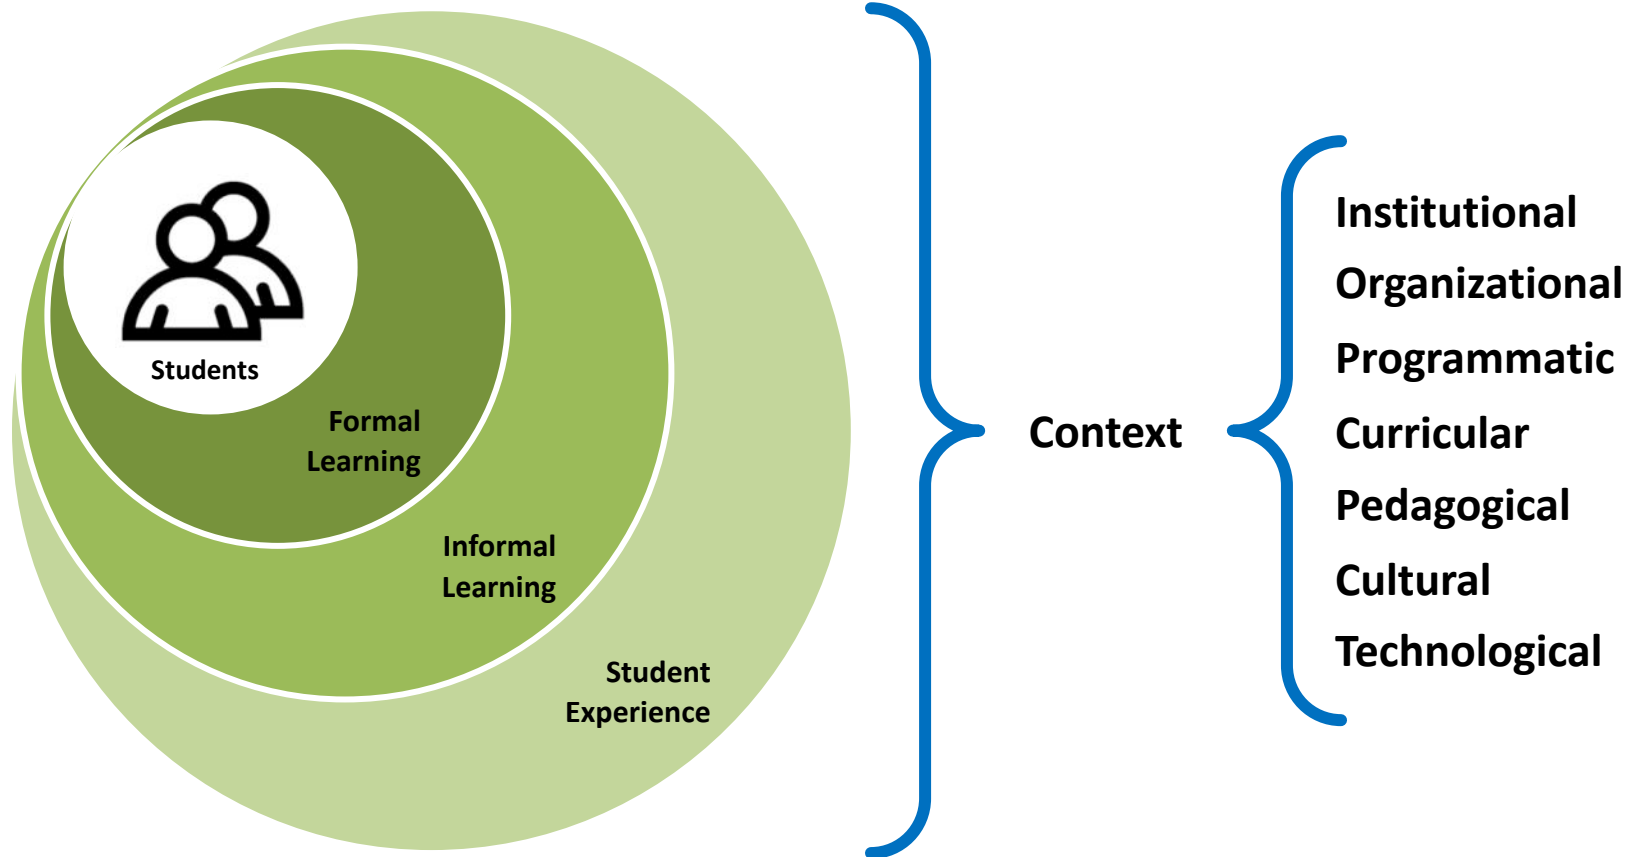 Students
Formal
Learning
Informal
Learning
Student
Experience
Context
Institutional
Organizational
Programmatic
Curricular
Pedagogical
Cultural
Technological